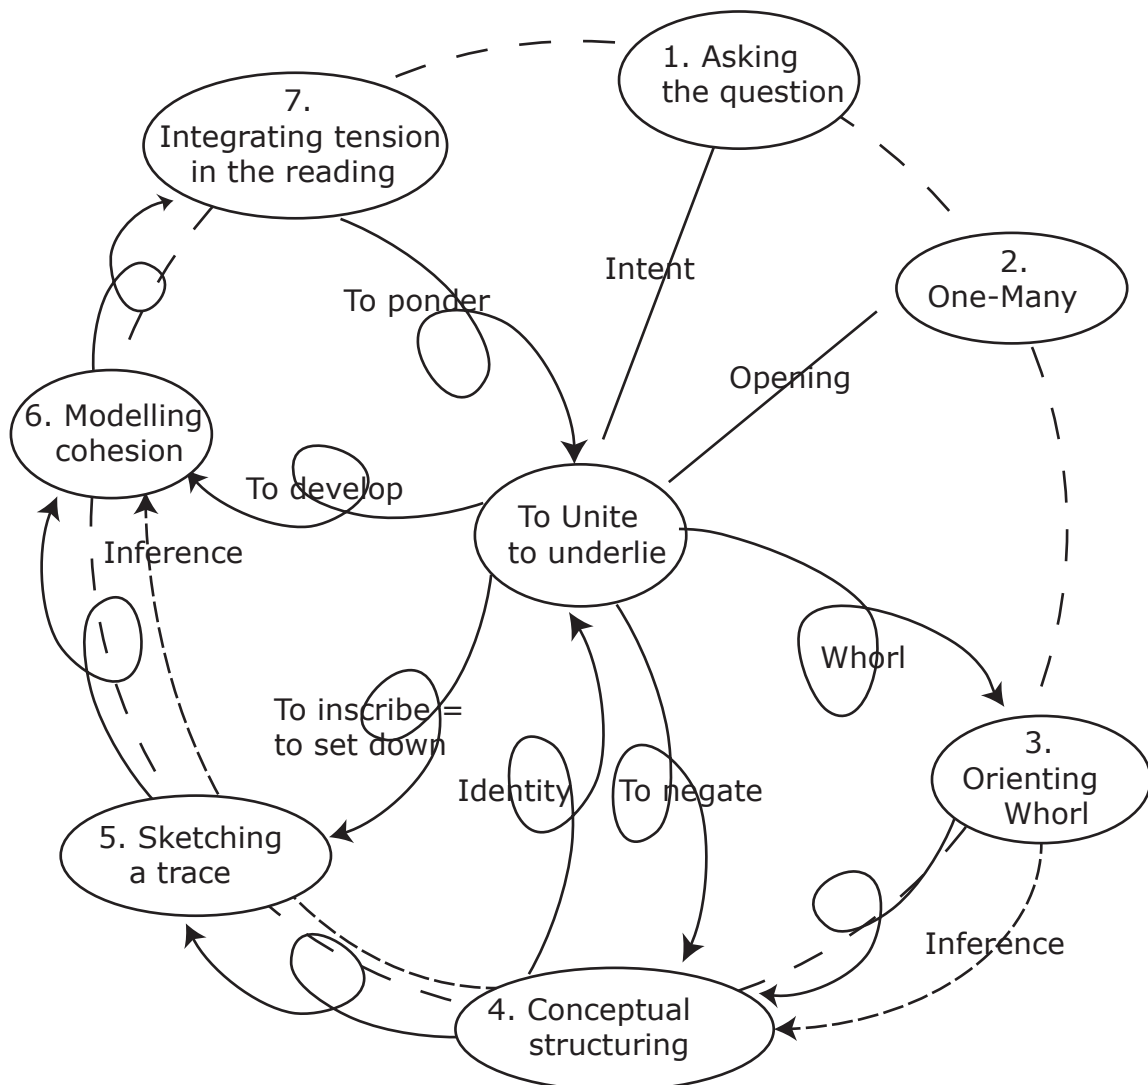 1. Asking
the question
7.
Integrating tension
in the reading
2.
One-Many
Intent
To ponder
Opening
6. Modelling
cohesion
To develop
To Unite
to underlie
Inference
Whorl
To inscribe =
to set down
Identity
To negate
3.
Orienting
Whorl
5. Sketching
a trace
Inference
4. Conceptual
structuring